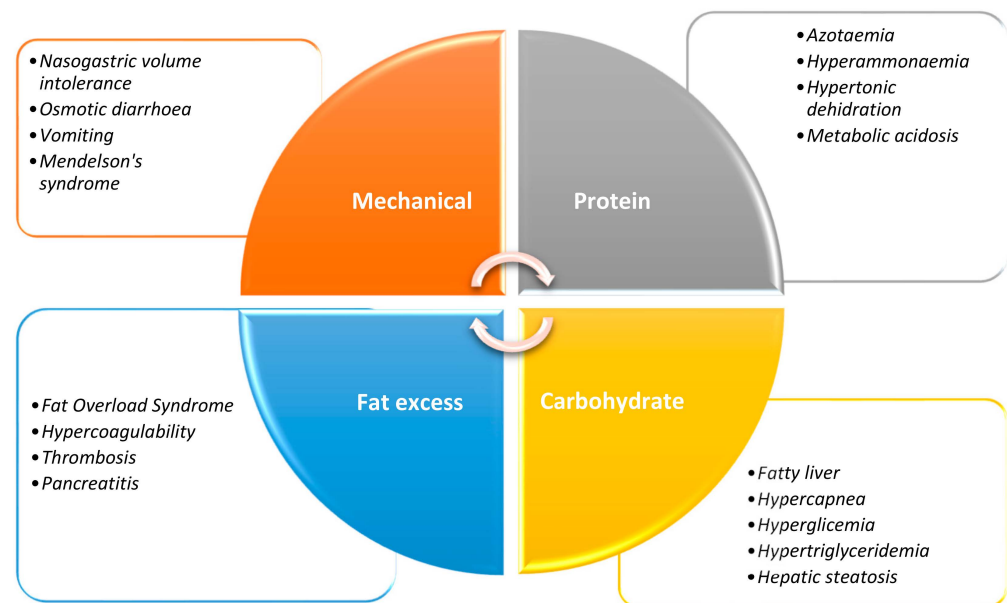 •Nasogastric volume
intolerance
•Osmotic diarrhoea
•Vomiting
•Mendelson's
syndrome
Mechanical
•Azotaemia
•Hyperammonaemia
•Hypertonic
dehidration
•Metabolic acidosis
Protein
•Fat Overload Syndrome
•Hypercoagulability
•Thrombosis
•Pancreatitis
Fat excess
Carbohydrate
•Fatty liver
•Hypercapnea
•Hyperglicemia
•Hypertriglyceridemia
•Hepatic steatosis